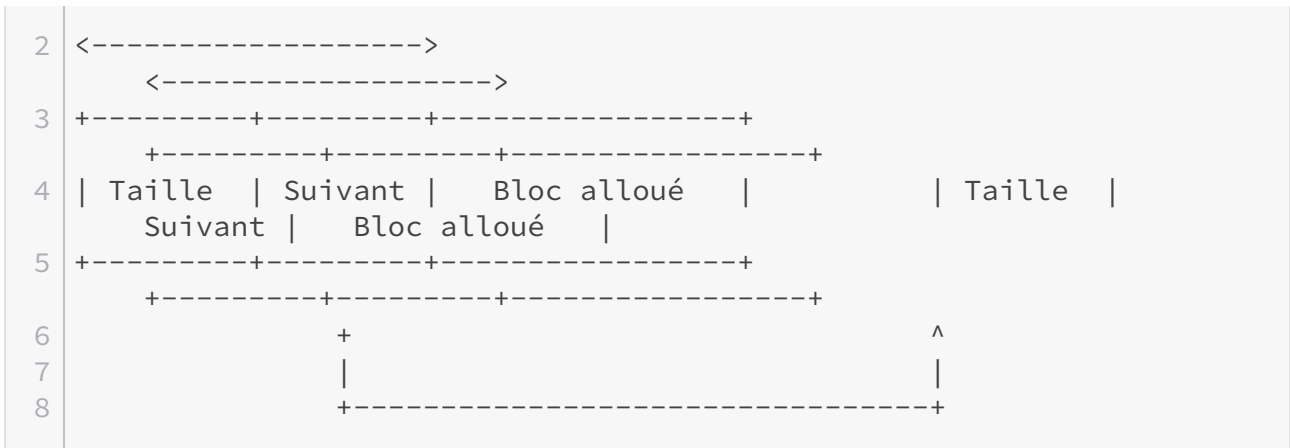 2 <------------------->
    <------------------->
3 +---------+---------+-----------------+
    +---------+---------+-----------------+
4 | Taille  | Suivant |   Bloc alloué   |          | Taille  |
    Suivant |   Bloc alloué   |
5 +---------+---------+-----------------+
    +---------+---------+-----------------+
6                +                                 ^
7                |                                 |
8                +---------------------------------+